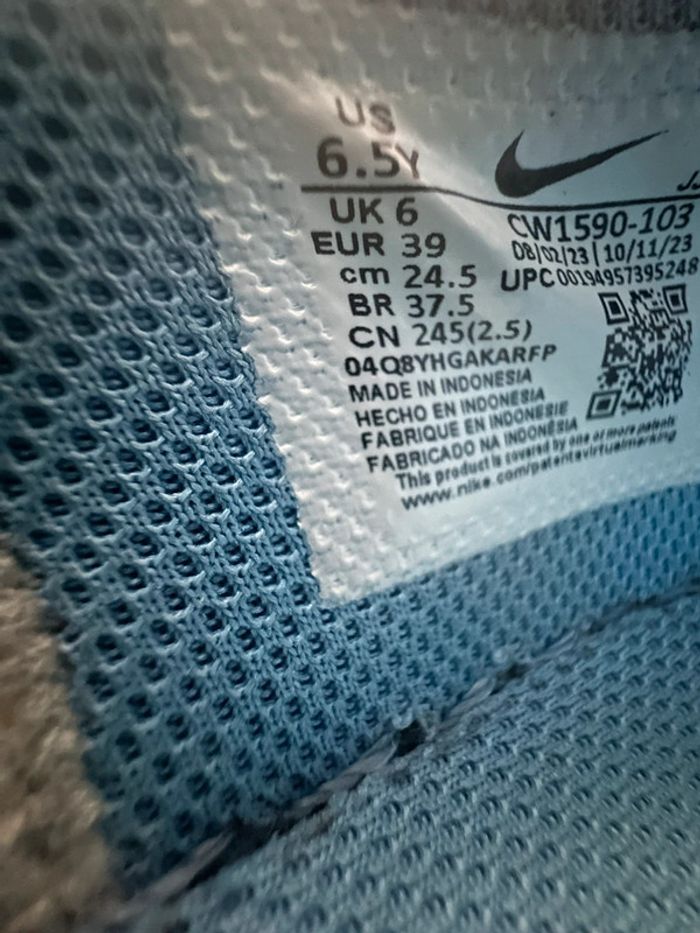 US
6.5Y
UK 6
EUR 39
cm 24.5
BR 37.5
CN 245(2.5)
04Q8YHGAKARFP
MADE IN INDONESIA
HECHO EN INDONESIA
FABRIQUE EN INDONESIE
FABRICADO NA INDONÉSIA
This product is covered by one or more patents
www.nike.com/patentsvirtualmarking
CW1590-103
08/02/23 | 10/11/23
UPC 00194957395248